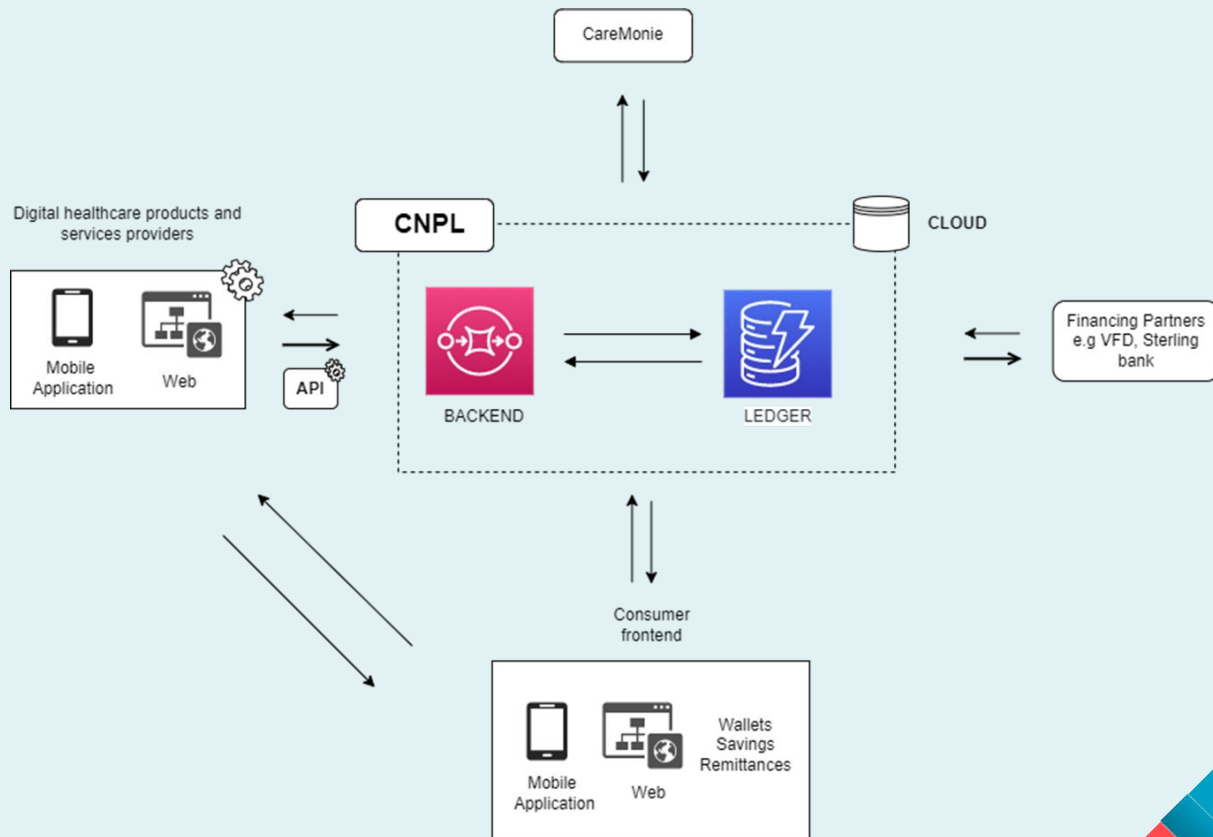 CareMonie
Digital healthcare products and
services providers
CNPL
CLOUD
Mobile
Application
Web
API
BACKEND
LEDGER
Financing Partners
e.g VFD, Sterling
bank
Consumer
frontend
Mobile
Application
Web
Wallets
Savings
Remittances